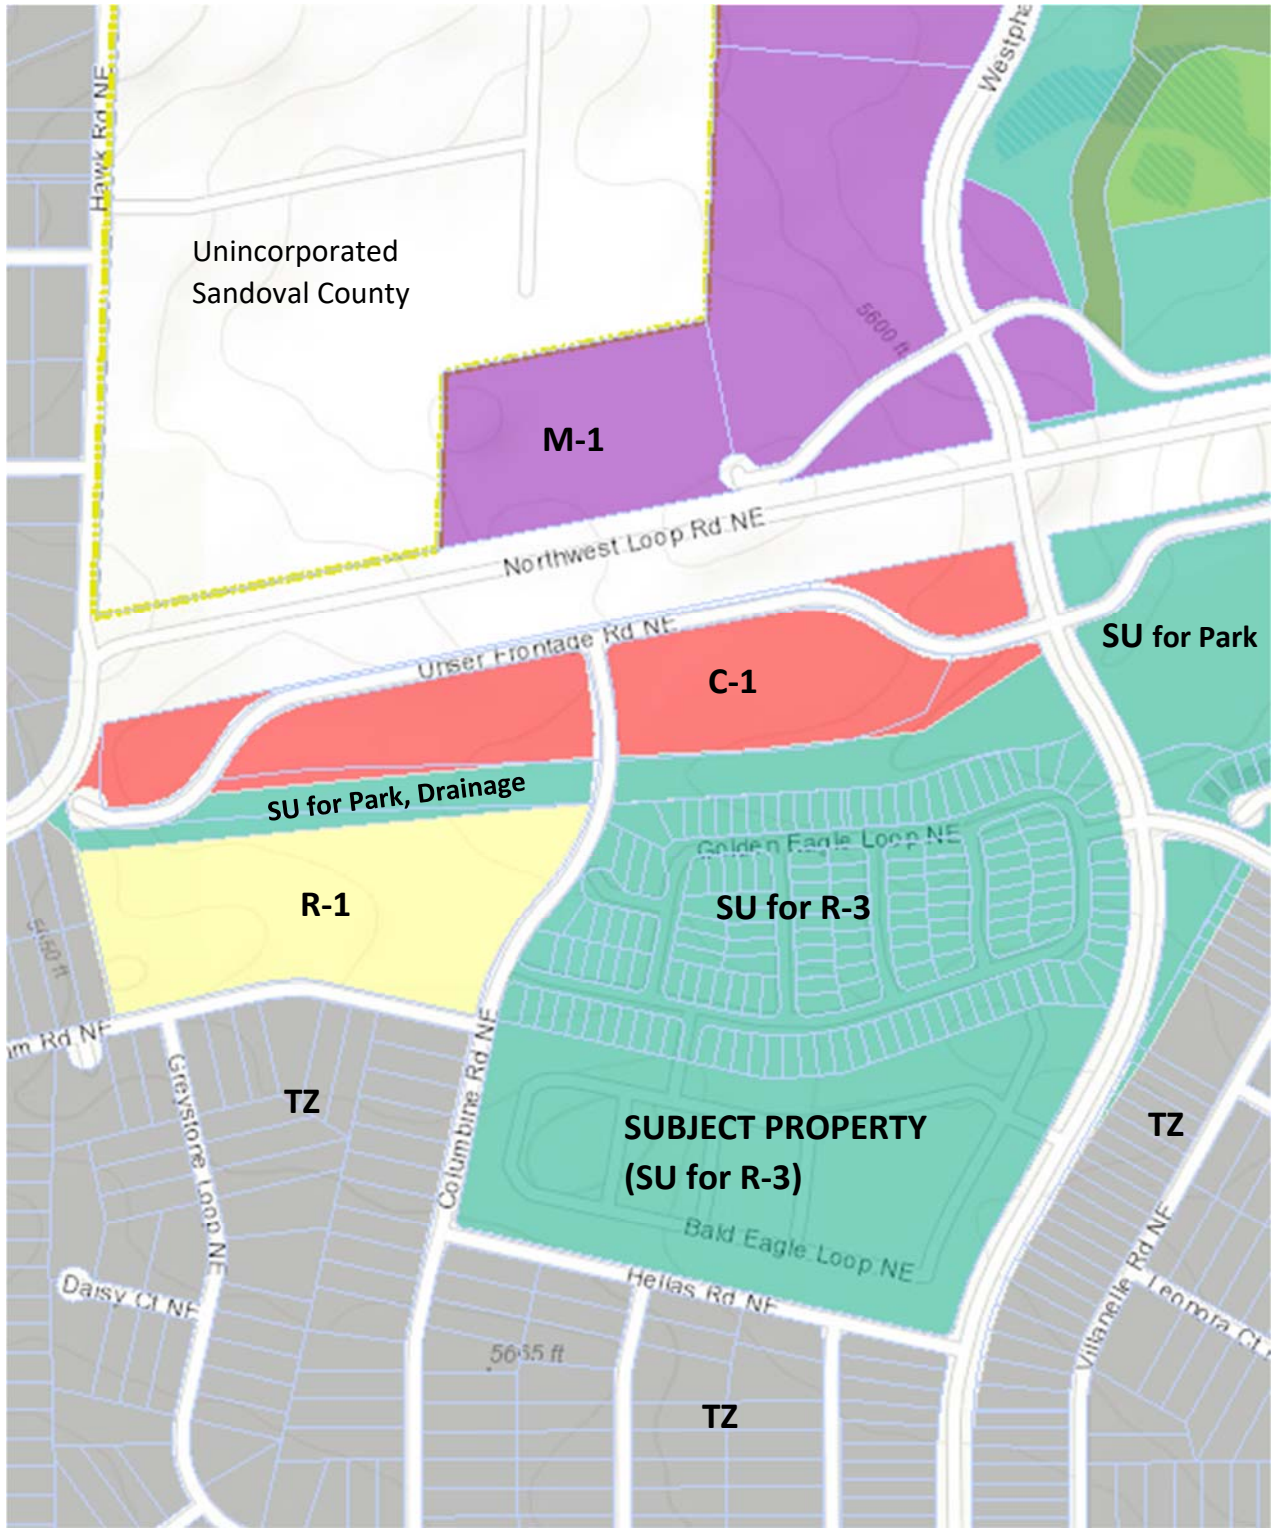 Westpha
Hawk Rd NE
Unincorporated
Sandoval County
5600 ft
M-1
Northwest Loop Rd NE
Unser Frontage Rd NE
SU for Park
C-1
SU for Park, Drainage
Golden Eagle Loop NE
R-1
SU for R-3
5650 ft
am Rd NE
Greystone Loop NE
Columbine Rd NE
TZ
SUBJECT PROPERTY
(SU for R-3)
TZ
Bald Eagle Loop NE
Daisy Ct NE
Hellas Rd NE
Villanelle Rd NE
Leonora Ct
5665 ft
TZ